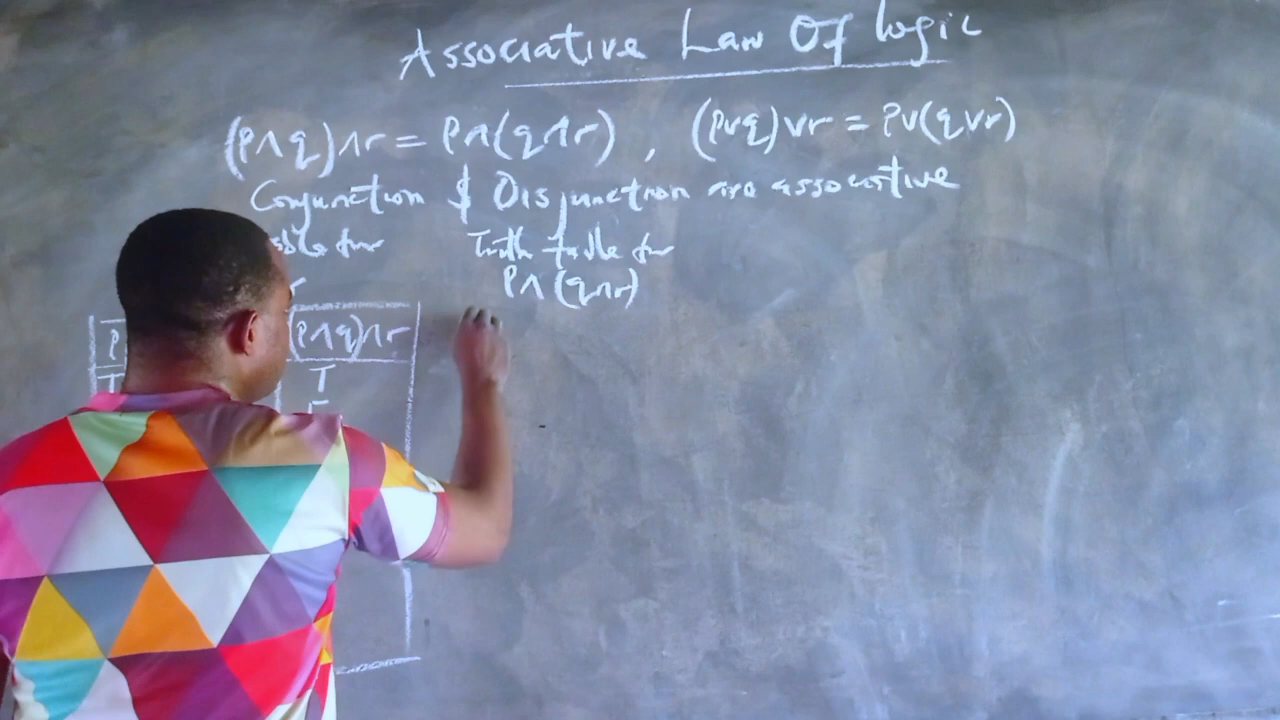 Associative Law Of logic
(p∧q)∧r = p∧(q∧r) , (p∨q)∨r = p∨(q∨r)
Conjunction & Disjunction are associative
Truth table for
p∧(q∧r)
p (p∧q)∧r
T T